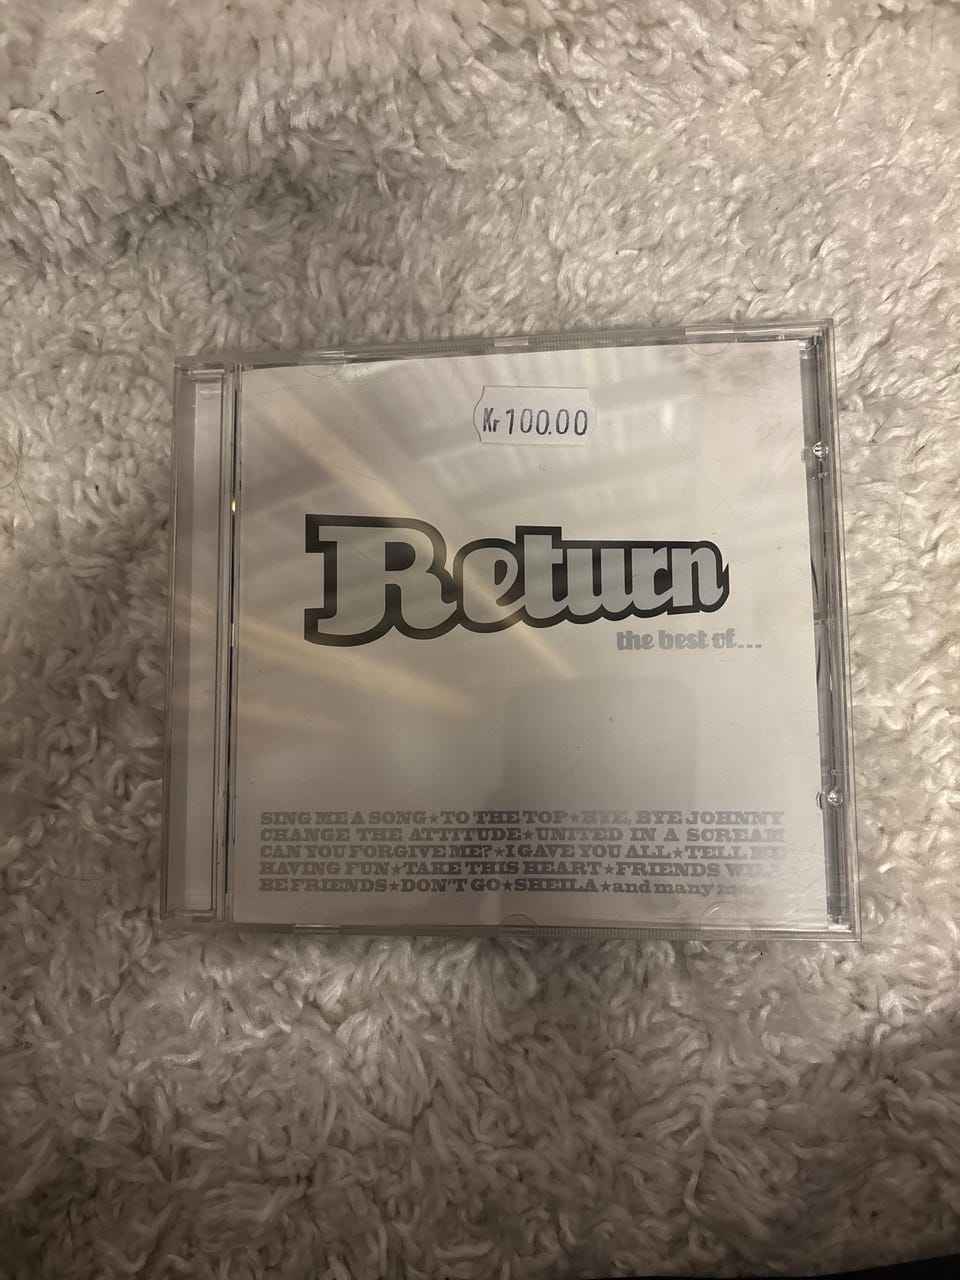 Kr 100.00
Return
the best of...
SING ME A SONG★TO THE TOP★BYE, BYE JOHNNY
CHANGE THE ATTITUDE★UNITED IN A SCREAM
CAN YOU FORGIVE ME?★I GAVE YOU ALL★TELL ME
HAVING FUN★TAKE THIS HEART★FRIENDS WILL
BE FRIENDS★DON'T GO★SHEILA★and many more